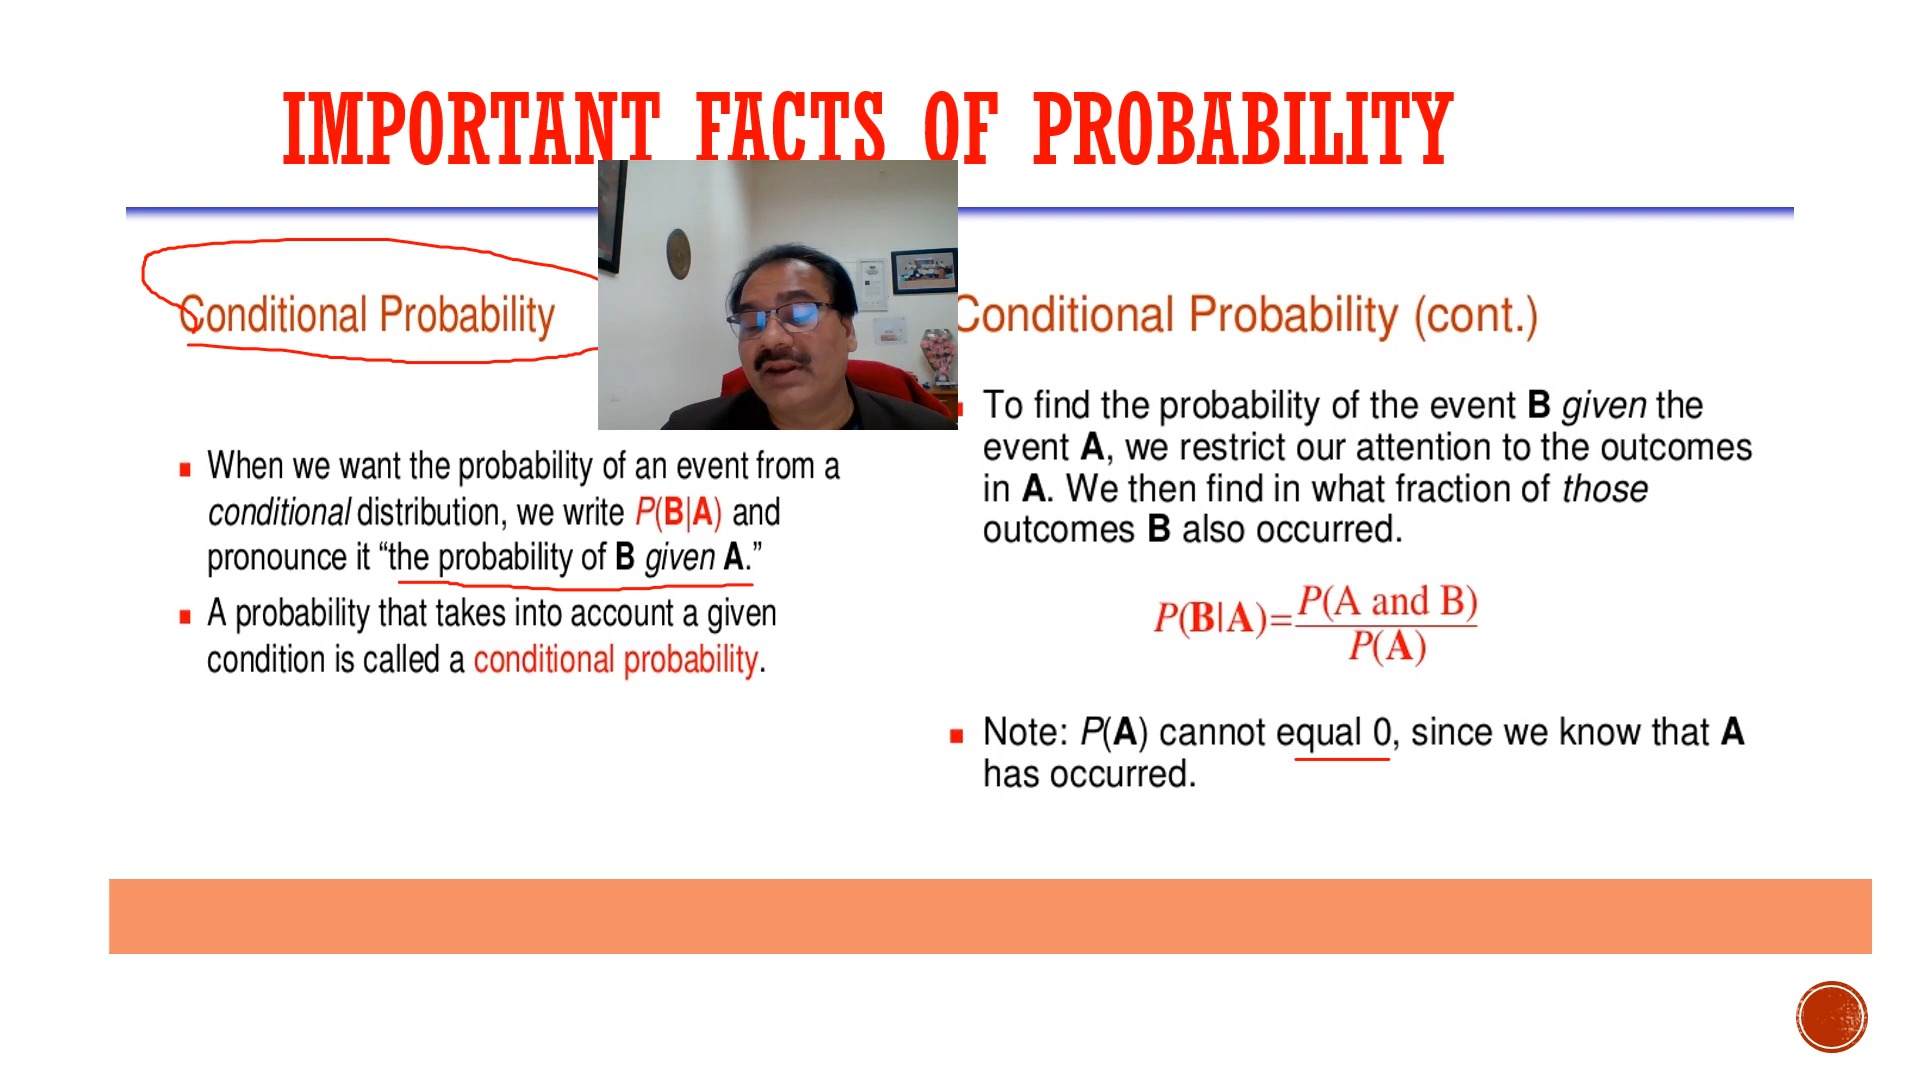 IMPORTANT FACTS OF PROBABILITY
Conditional Probability
When we want the probability of an event from a
conditional distribution, we write P(B|A) and
pronounce it “the probability of B given A.”
A probability that takes into account a given
condition is called a conditional probability.
Conditional Probability (cont.)
To find the probability of the event B given the
event A, we restrict our attention to the outcomes
in A. We then find in what fraction of those
outcomes B also occurred.
P(B|A)=P(A and B)
P(A)
Note: P(A) cannot equal 0, since we know that A
has occurred.